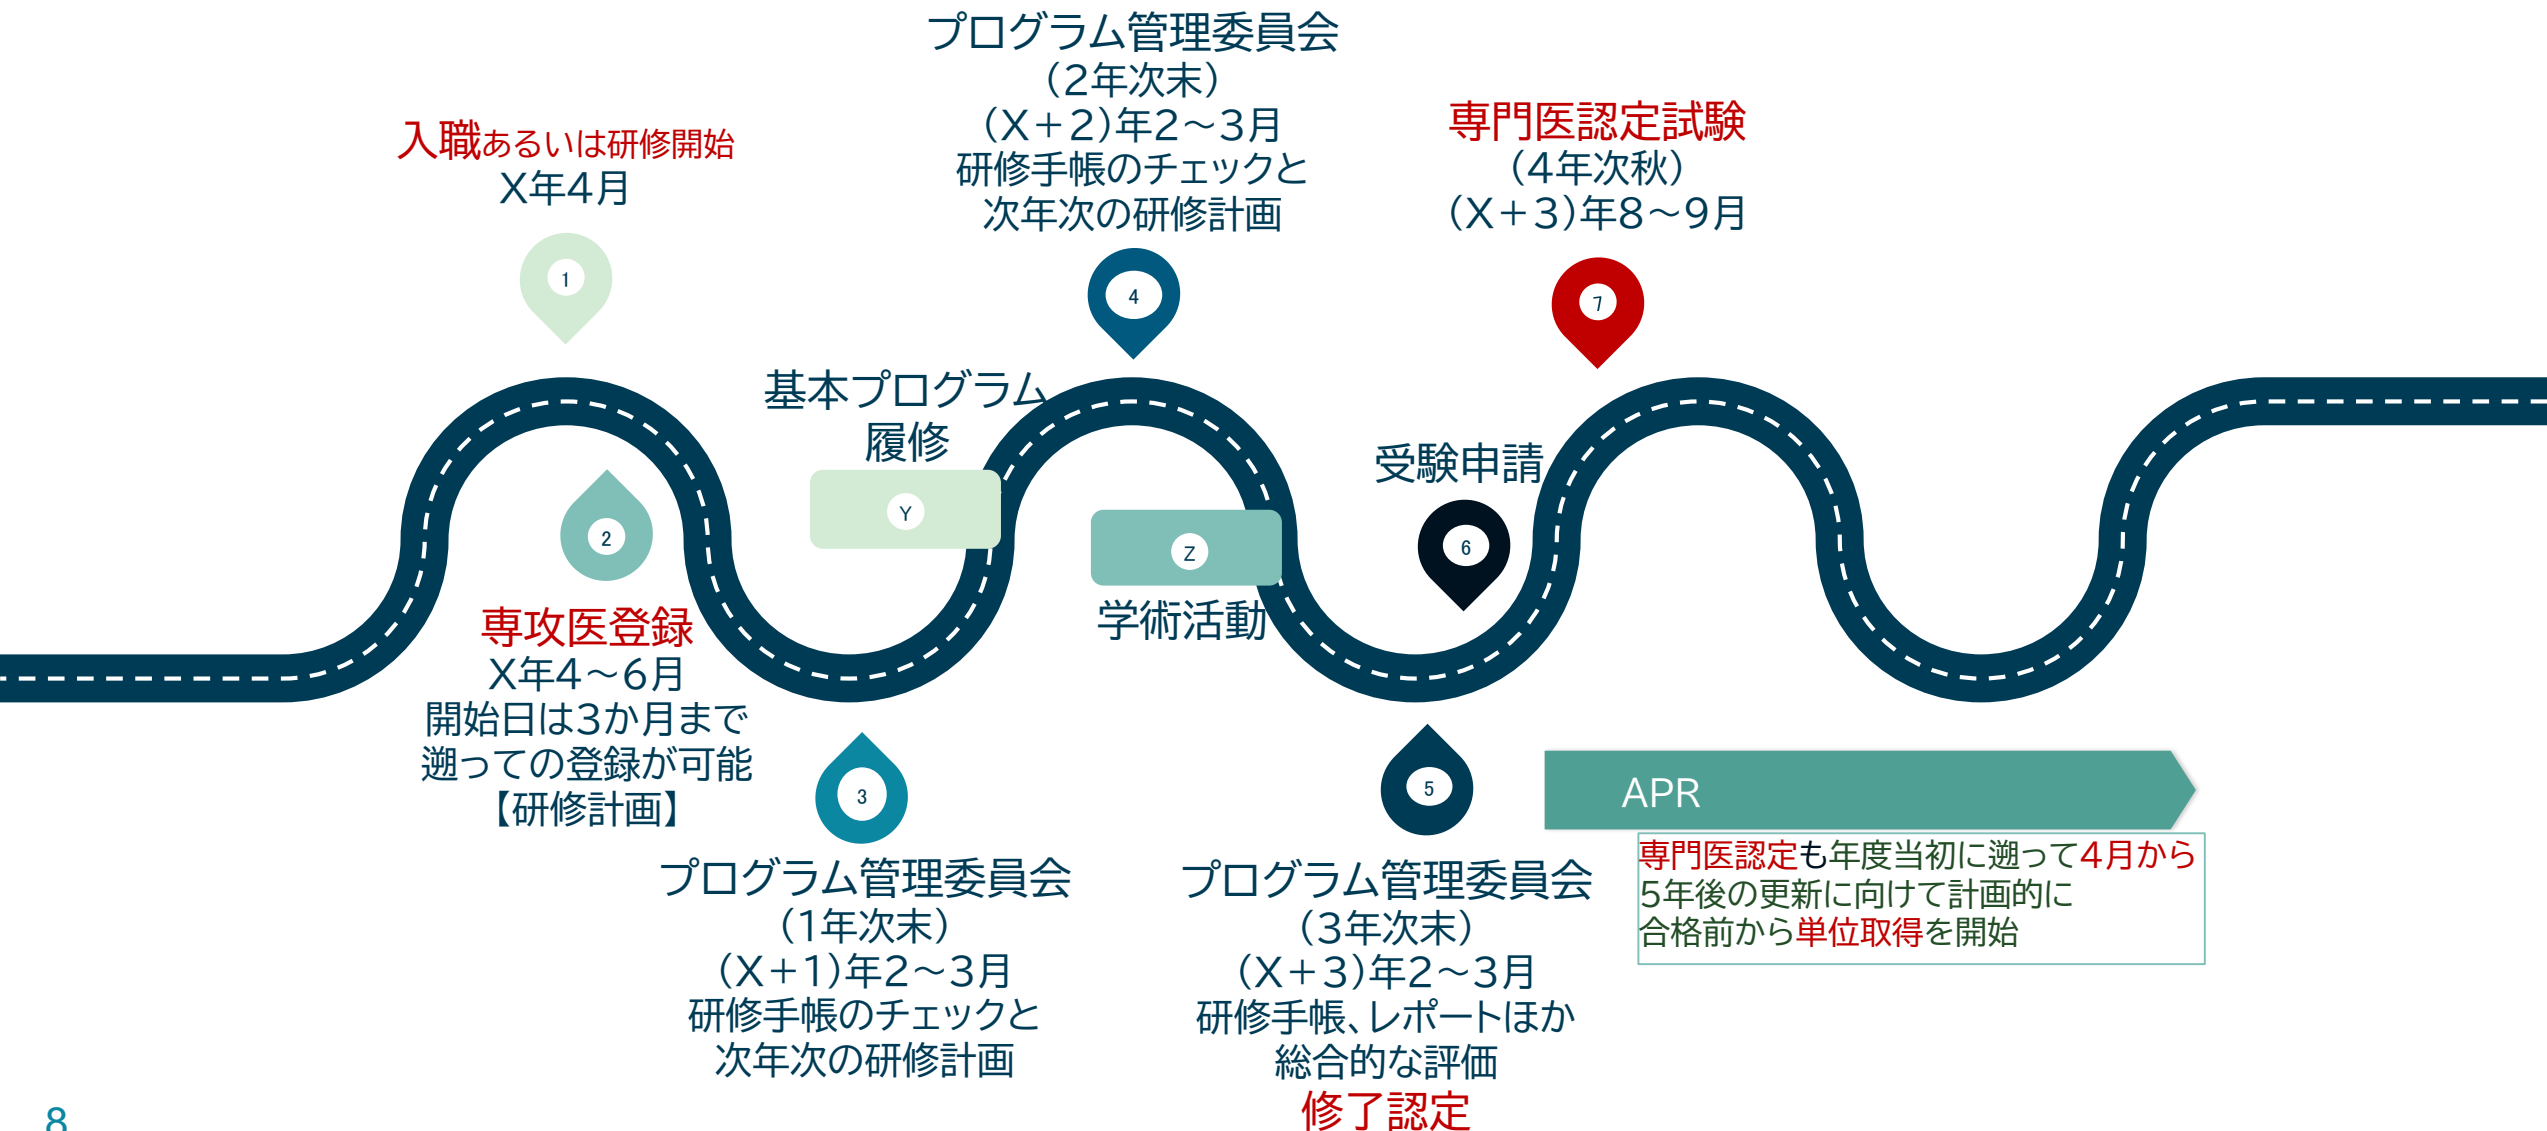 入職あるいは研修開始
X年4月
1
2
専攻医登録
X年4～6月
開始日は3か月まで
遡っての登録が可能
【研修計画】
基本プログラム
履修
Y
3
プログラム管理委員会
（1年次末）
（X＋1）年2～3月
研修手帳のチェックと
次年次の研修計画
プログラム管理委員会
（2年次末）
（X＋2）年2～3月
研修手帳のチェックと
次年次の研修計画
4
Z
学術活動
5
プログラム管理委員会
（3年次末）
（X＋3）年2～3月
研修手帳、レポートほか
総合的な評価
修了認定
受験申請
6
専門医認定試験
（4年次秋）
（X＋3）年8～9月
7
APR
専門医認定も年度当初に遡って4月から
5年後の更新に向けて計画的に
合格前から単位取得を開始
8